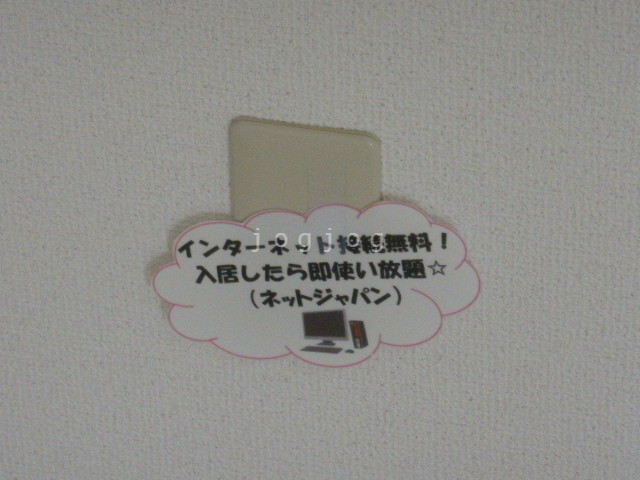 インターネット接続無料！
入居したら即使い放題☆
（ネットジャパン）
jogjog